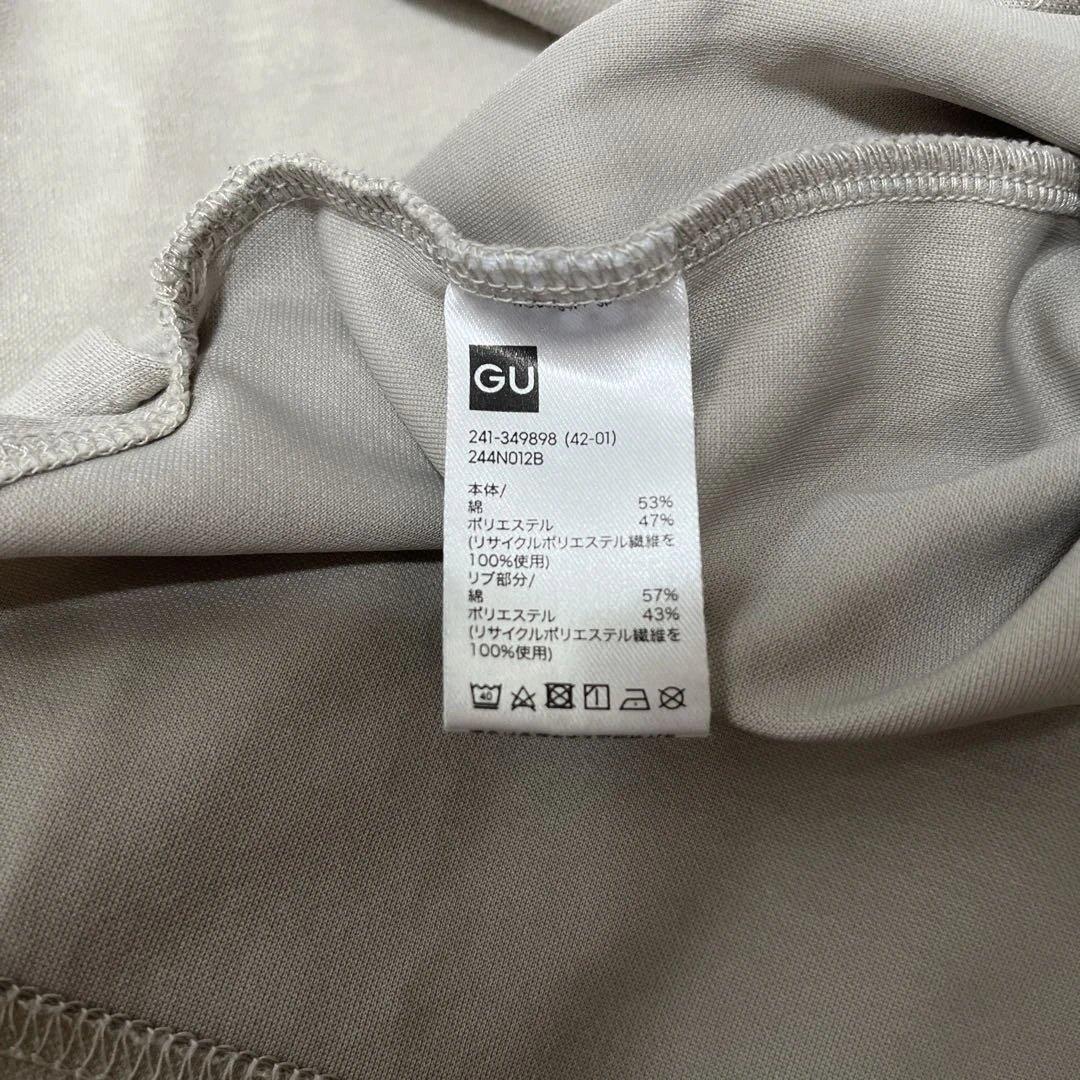 GU
241-349898 (42-01)
244N012B
本体/
綿 53%
ポリエステル 47%
(リサイクルポリエステル繊維を
100%使用)
リブ部分/
綿 57%
ポリエステル 43%
(リサイクルポリエステル繊維を
100%使用)
40